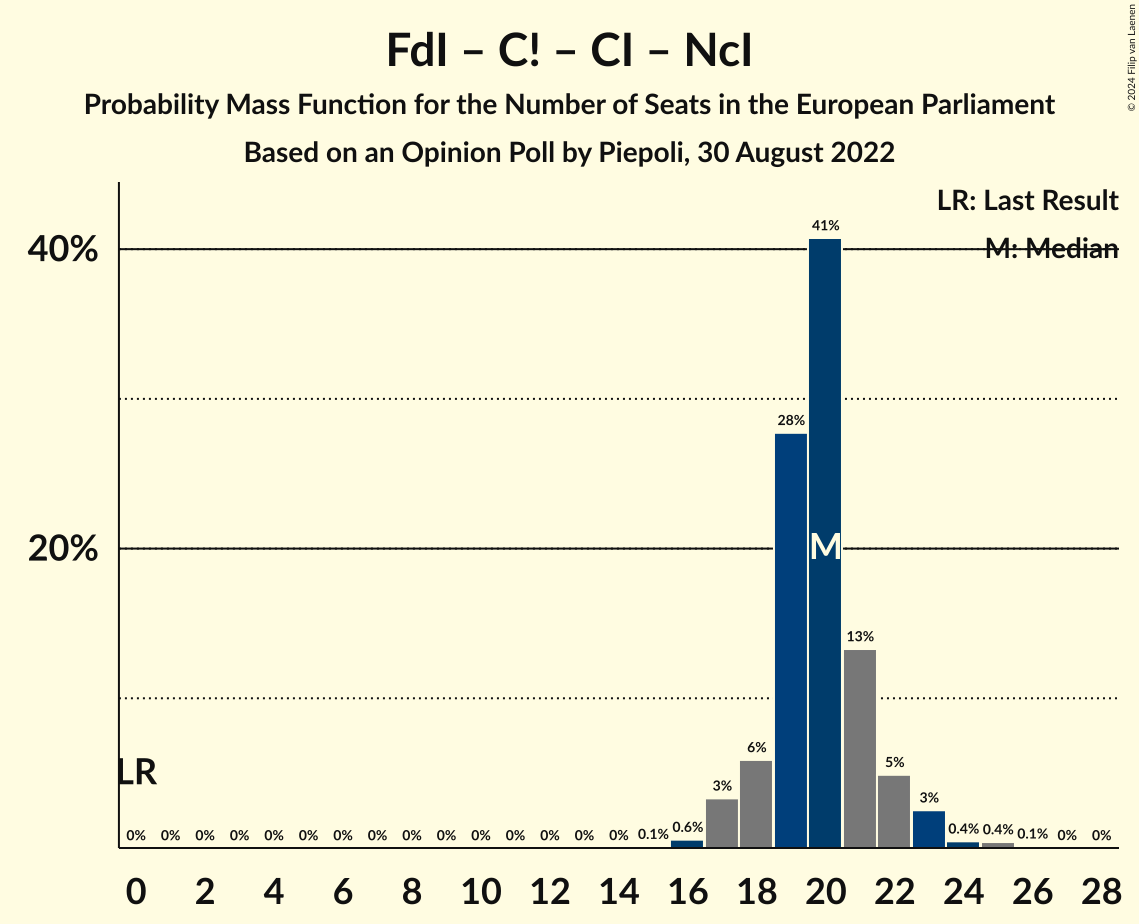 FdI – C! – CI – NcI
Probability Mass Function for the Number of Seats in the European Parliament
Based on an Opinion Poll by Piepoli, 30 August 2022
© 2024 Filip van Laenen
LR: Last Result
M: Median
40%
20%
41%
28%
M
13%
6%
5%
3%
3%
LR
0% 0% 0% 0% 0% 0% 0% 0% 0% 0% 0% 0% 0% 0% 0% 0.1% 0.6% 0.4% 0.4% 0.1% 0% 0%
0 2 4 6 8 10 12 14 16 18 20 22 24 26 28